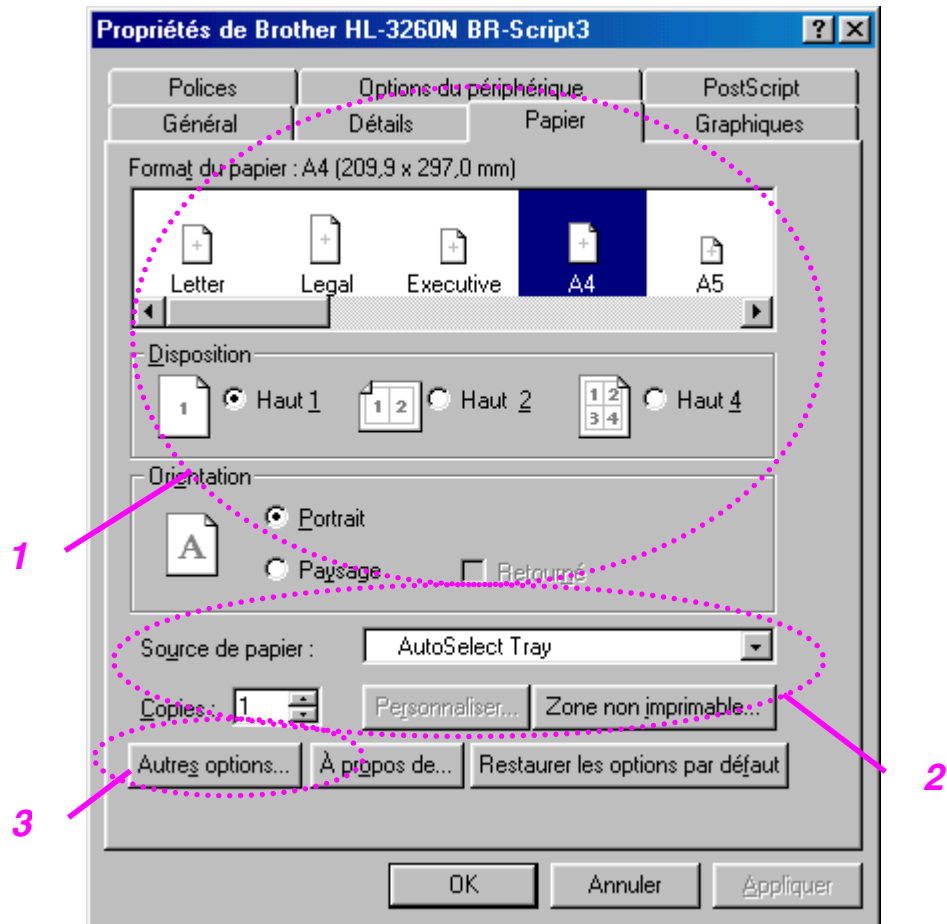 Propriétés de Brother HL-3260N BR-Script3
Polices Options du périphérique PostScript
Général Détails Papier Graphiques
Format du papier : A4 (209,9 x 297,0 mm)
Letter Legal Executive A4 A5
Disposition
1 Haut 1 1 2 Haut 2 1 2 Haut 4
3 4
Orientation
A Portrait
1
Paysage Retourné
Source de papier : AutoSelect Tray
Copies : 1 Personnaliser... Zone non imprimable...
Autres options... À propos de... Restaurer les options par défaut
2
3
OK Annuler Appliquer